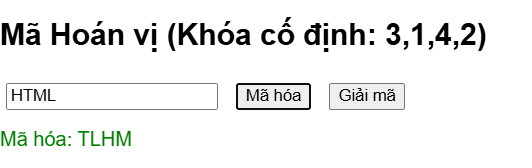 Mã Hoán vị (Khóa cố định: 3,1,4,2)
HTML Mã hóa Giải mã
Mã hóa: TLHM